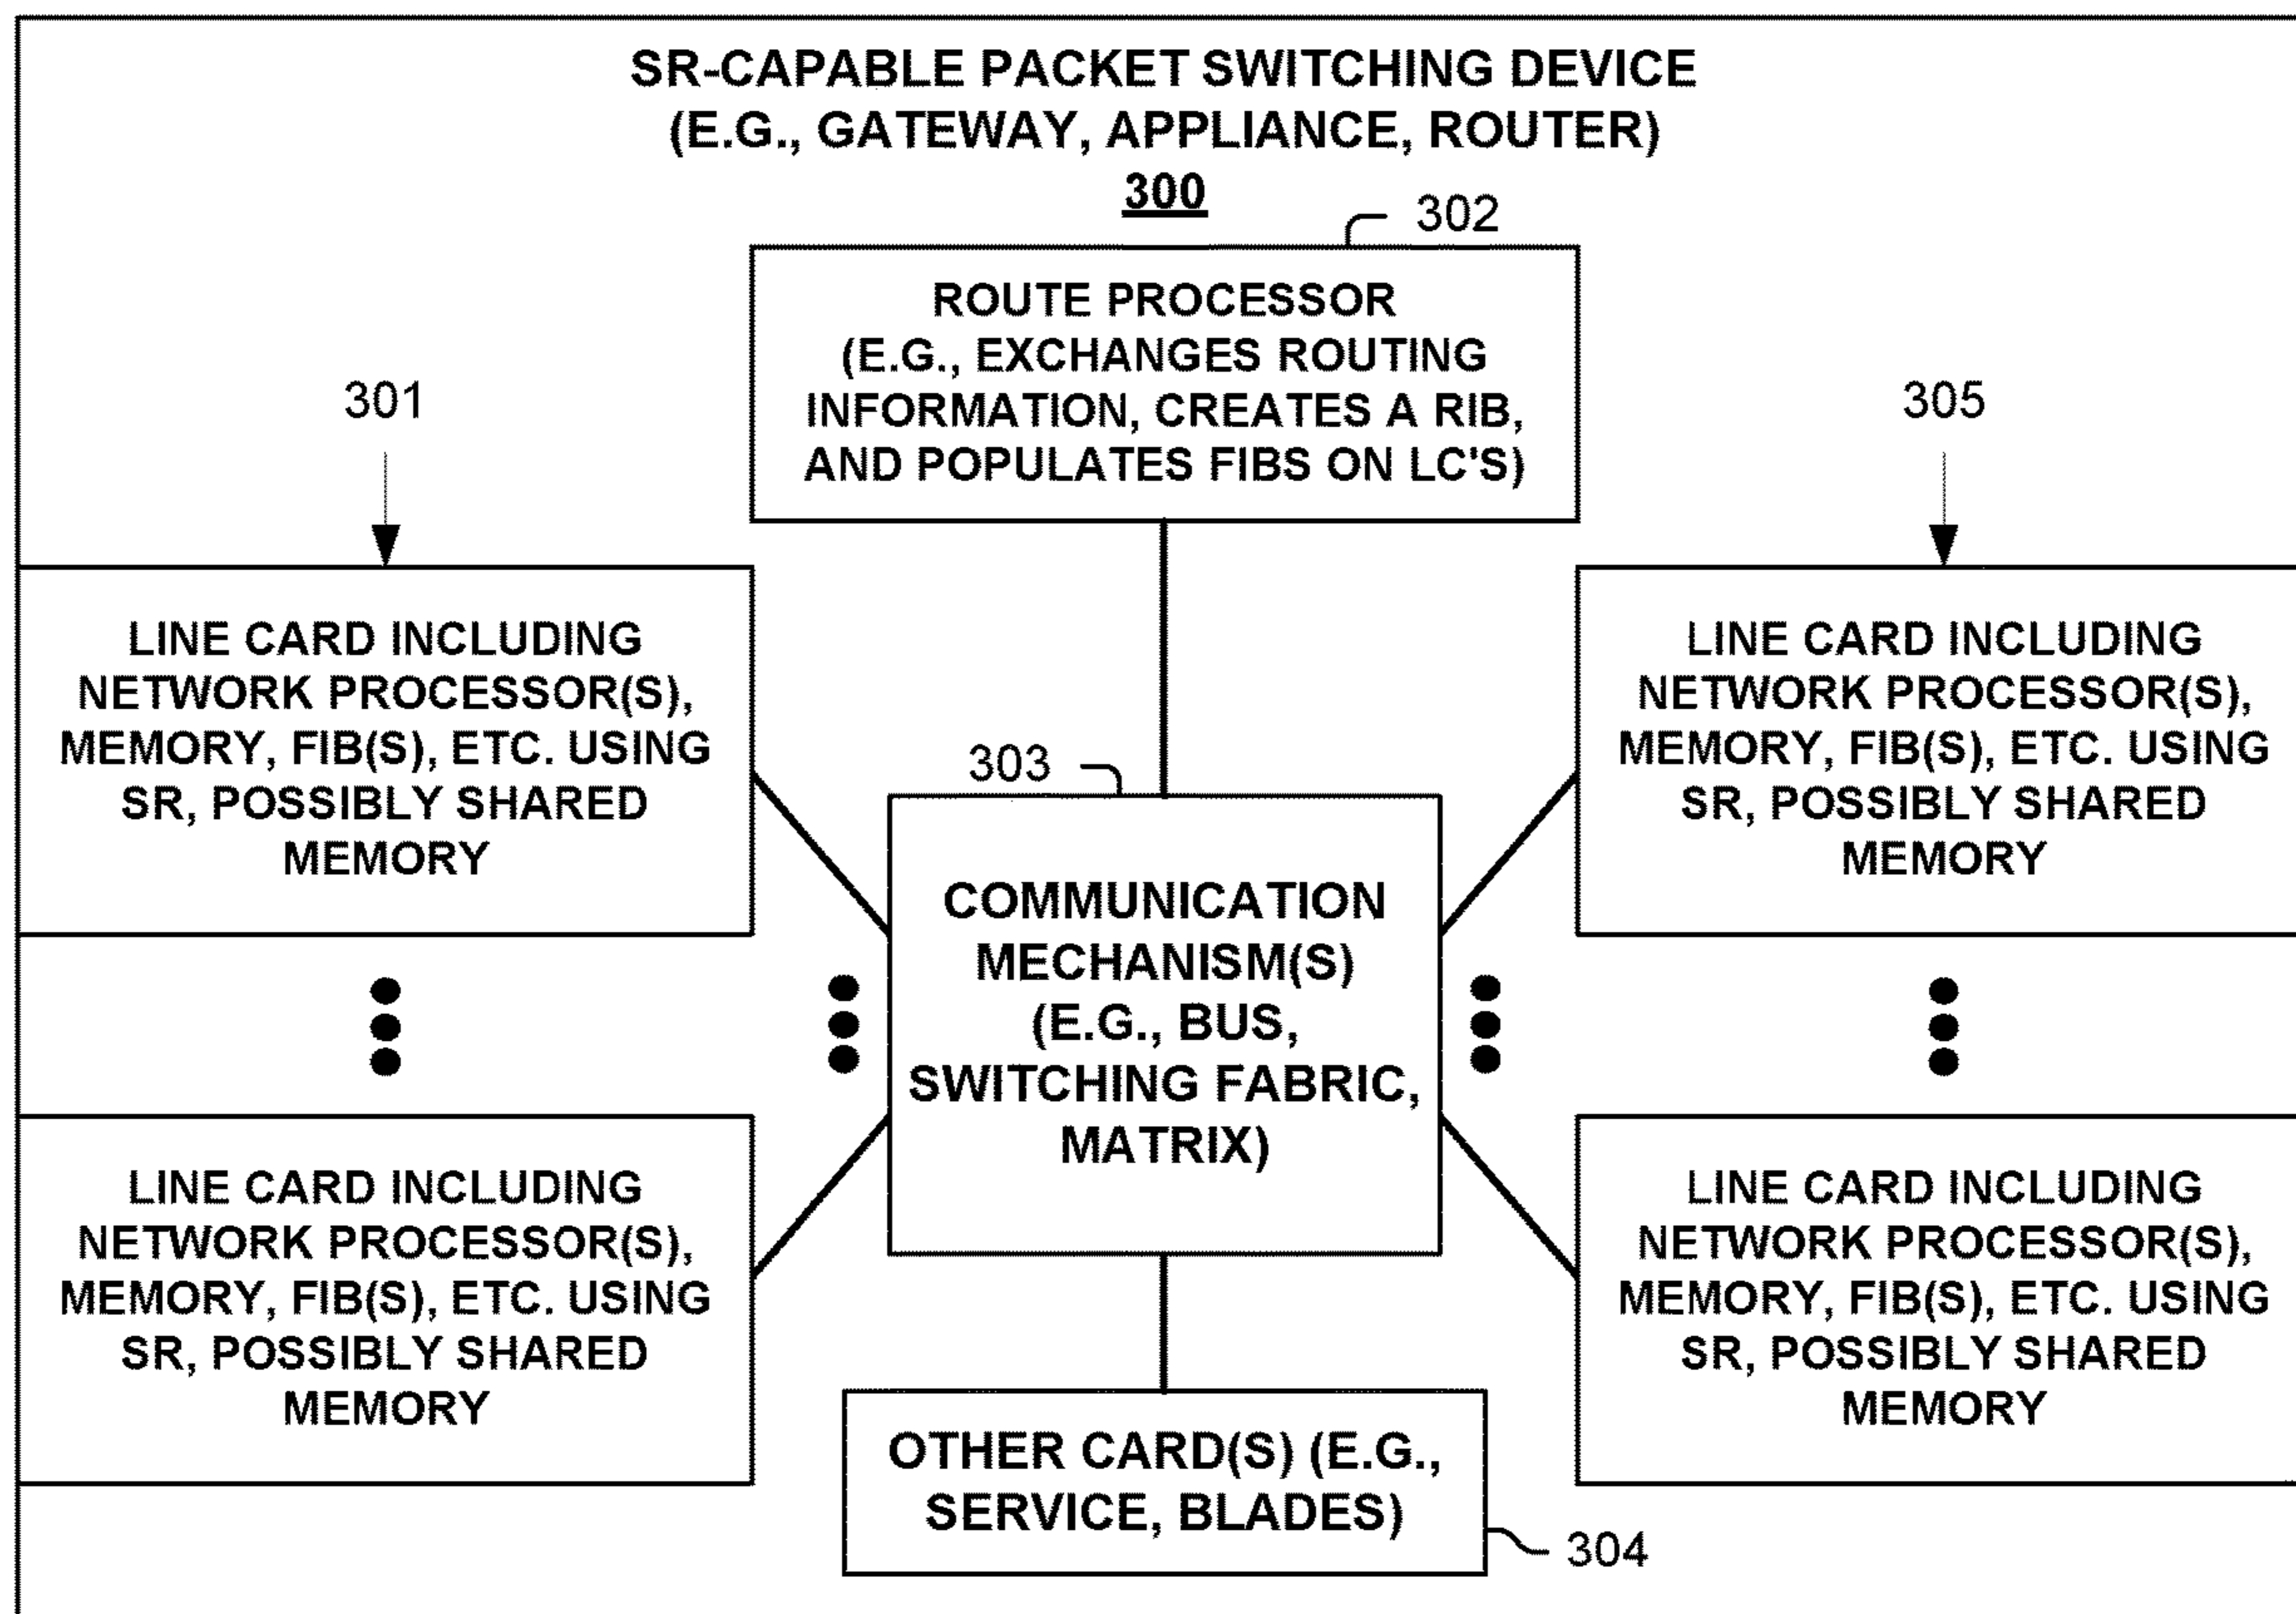 SR-CAPABLE PACKET SWITCHING DEVICE
(E.G., GATEWAY, APPLIANCE, ROUTER)
300
302
ROUTE PROCESSOR
(E.G., EXCHANGES ROUTING
INFORMATION, CREATES A RIB,
AND POPULATES FIBS ON LC'S)
301
305
LINE CARD INCLUDING
NETWORK PROCESSOR(S),
MEMORY, FIB(S), ETC. USING
SR, POSSIBLY SHARED
MEMORY
LINE CARD INCLUDING
NETWORK PROCESSOR(S),
MEMORY, FIB(S), ETC. USING
SR, POSSIBLY SHARED
MEMORY
303
COMMUNICATION
MECHANISM(S)
(E.G., BUS,
SWITCHING FABRIC,
MATRIX)
LINE CARD INCLUDING
NETWORK PROCESSOR(S),
MEMORY, FIB(S), ETC. USING
SR, POSSIBLY SHARED
MEMORY
LINE CARD INCLUDING
NETWORK PROCESSOR(S),
MEMORY, FIB(S), ETC. USING
SR, POSSIBLY SHARED
MEMORY
OTHER CARD(S) (E.G.,
SERVICE, BLADES)
304